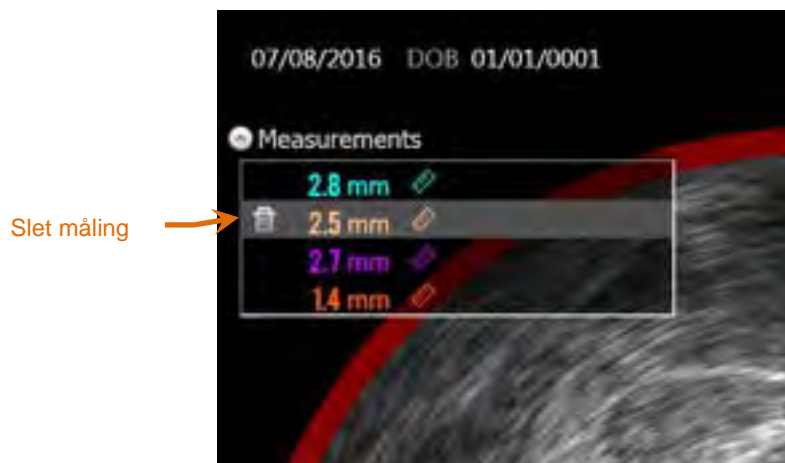 07/08/2016 DOB 01/01/0001
Measurements
2.8 mm
Slet måling
2.5 mm
2.7 mm
1.4 mm